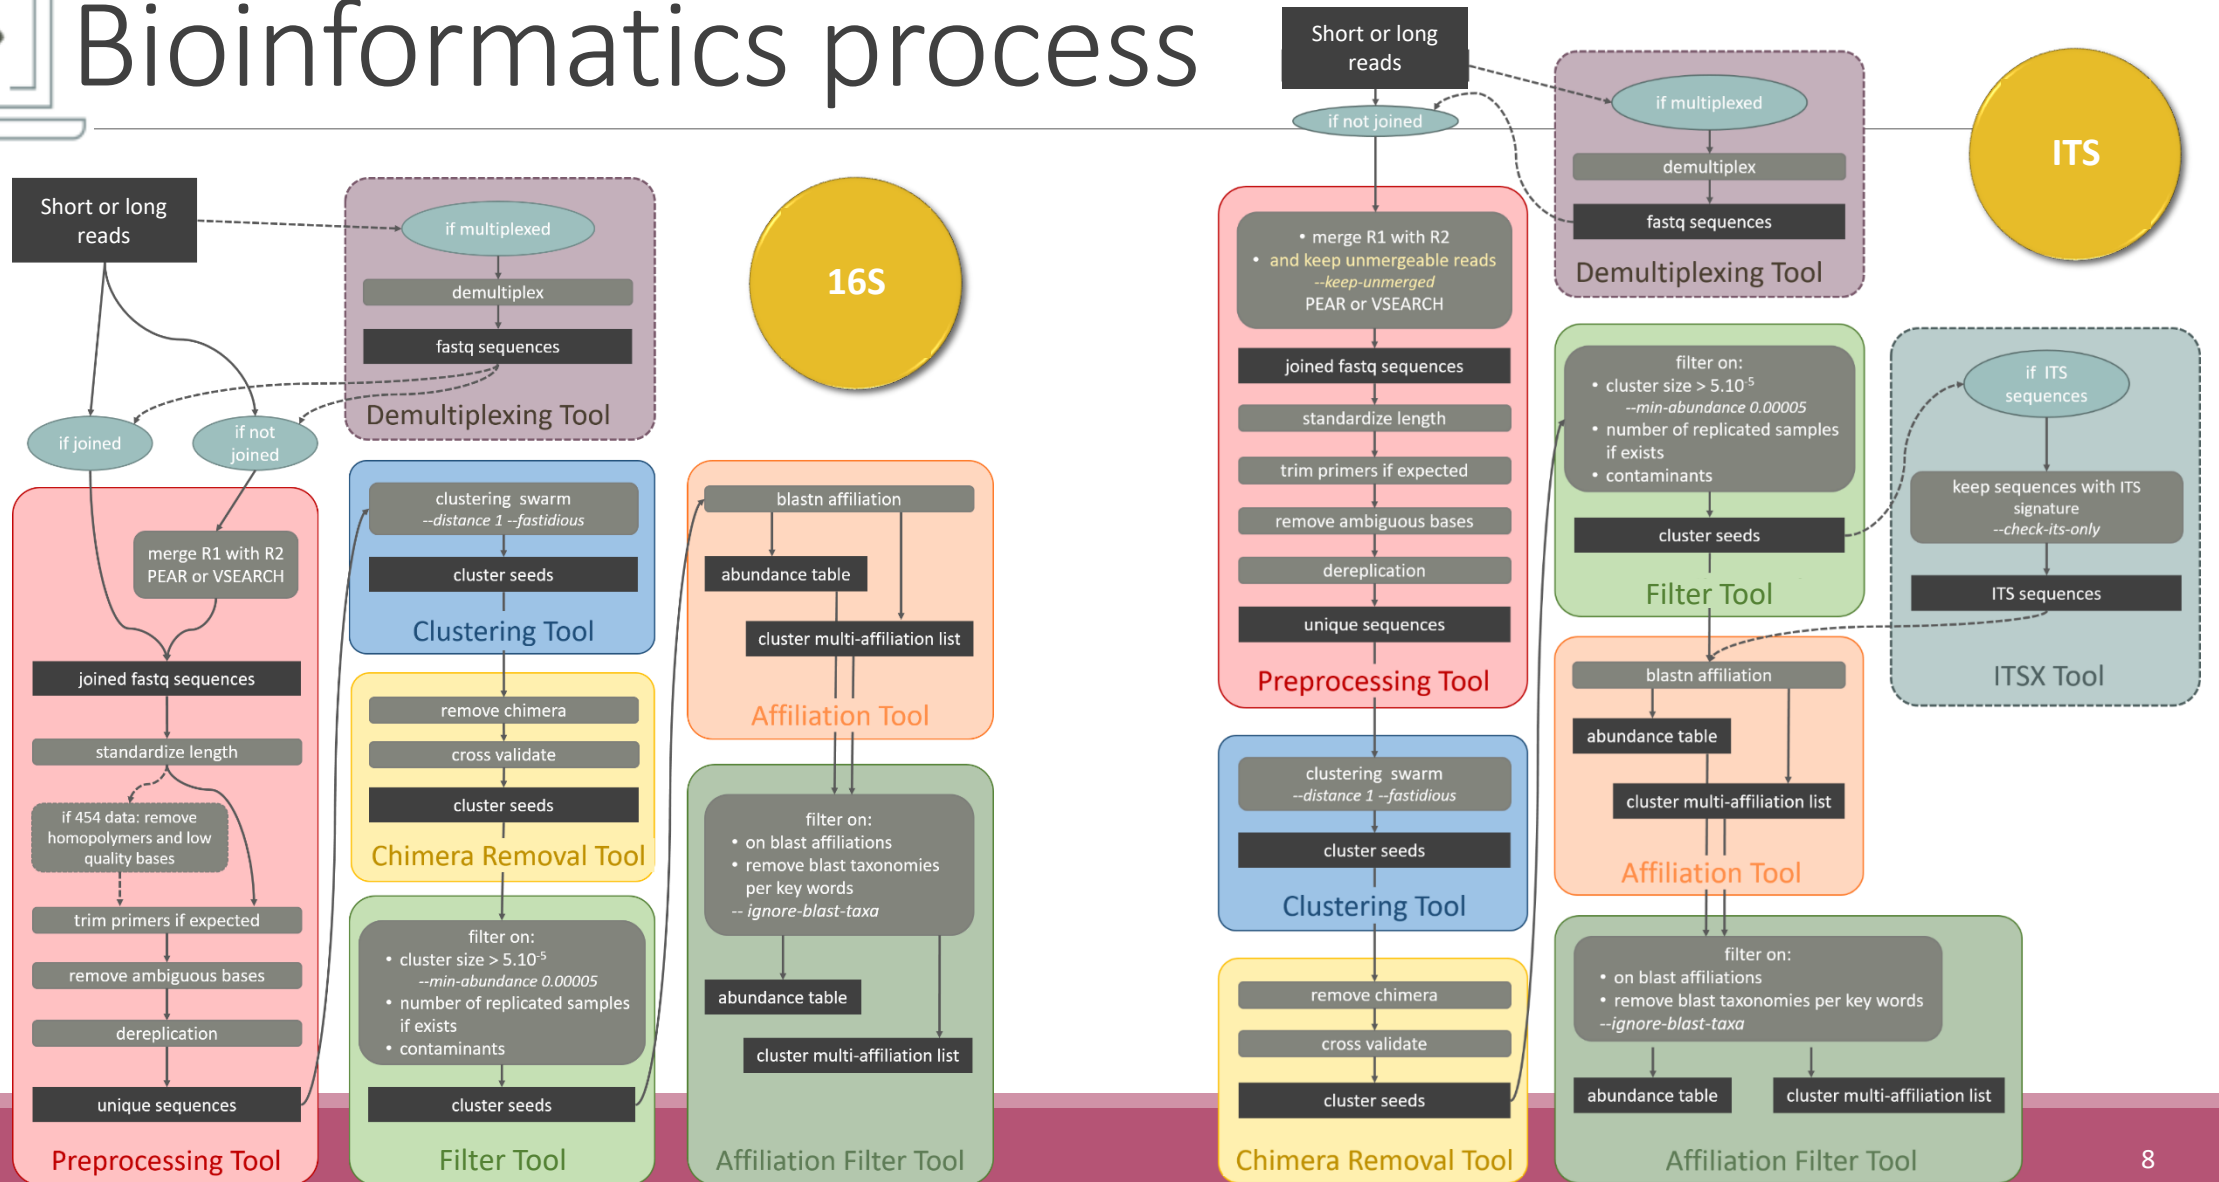 Bioinformatics process
Short or long
reads
if multiplexed
demultiplex
fastq sequences
Demultiplexing Tool
16S
if joined
if not
joined
merge R1 with R2
PEAR or VSEARCH
joined fastq sequences
standardize length
if 454 data: remove
homopolymers and low
quality bases
trim primers if expected
remove ambiguous bases
dereplication
unique sequences
Preprocessing Tool
clustering swarm
--distance 1 --fastidious
cluster seeds
Clustering Tool
remove chimera
cross validate
cluster seeds
Chimera Removal Tool
filter on:
• cluster size > 5.10-5
--min-abundance 0.00005
• number of replicated samples
if exists
• contaminants
cluster seeds
Filter Tool
blastn affiliation
abundance table
cluster multi-affiliation list
Affiliation Tool
filter on:
• on blast affiliations
• remove blast taxonomies
per key words
-- ignore-blast-taxa
abundance table
cluster multi-affiliation list
Affiliation Filter Tool
Short or long
reads
if not joined
if multiplexed
demultiplex
fastq sequences
Demultiplexing Tool
ITS
• merge R1 with R2
• and keep unmergeable reads
--keep-unmerged
PEAR or VSEARCH
joined fastq sequences
standardize length
trim primers if expected
remove ambiguous bases
dereplication
unique sequences
Preprocessing Tool
clustering swarm
--distance 1 --fastidious
cluster seeds
Clustering Tool
remove chimera
cross validate
cluster seeds
Chimera Removal Tool
filter on:
• cluster size > 5.10-5
--min-abundance 0.00005
• number of replicated samples
if exists
• contaminants
cluster seeds
Filter Tool
if ITS
sequences
keep sequences with ITS
signature
--check-its-only
ITS sequences
ITSX Tool
blastn affiliation
abundance table
cluster multi-affiliation list
Affiliation Tool
filter on:
• on blast affiliations
• remove blast taxonomies per key words
--ignore-blast-taxa
abundance table
cluster multi-affiliation list
Affiliation Filter Tool
8